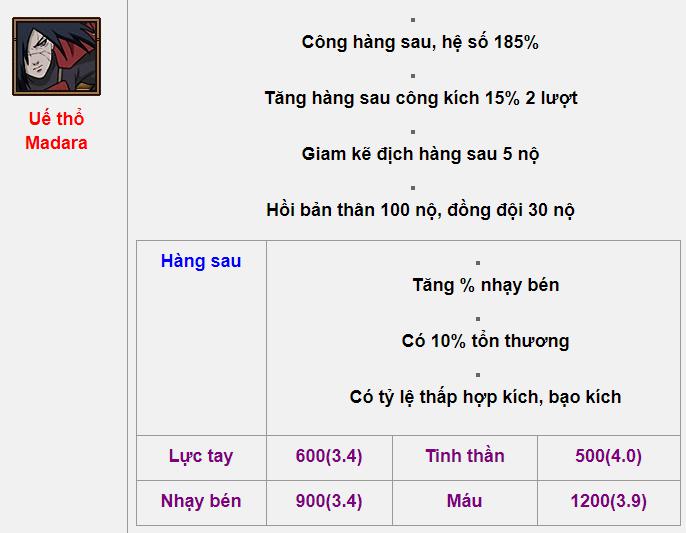 Uế thổ
Madara
Công hàng sau, hệ số 185%
Tăng hàng sau công kích 15% 2 lượt
Giam kẽ địch hàng sau 5 nộ
Hồi bản thân 100 nộ, đồng đội 30 nộ
Hàng sau
Tăng % nhạy bén
Có 10% tổn thương
Có tỷ lệ thấp hợp kích, bạo kích
Lực tay 600(3.4) Tinh thần 500(4.0)
Nhạy bén 900(3.4) Máu 1200(3.9)